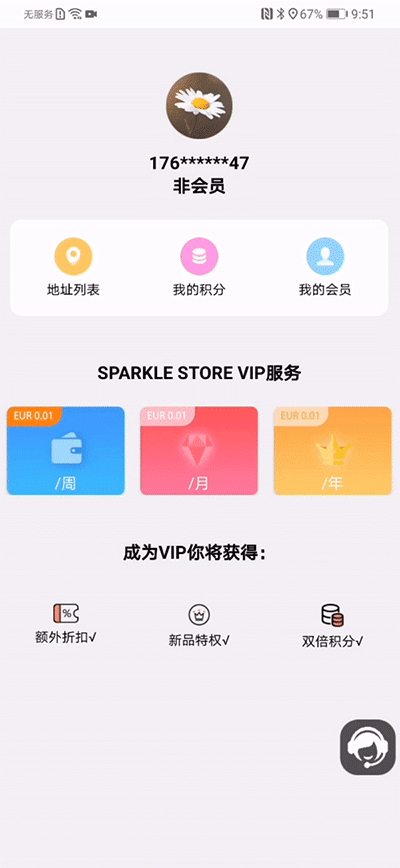 无服务 67% 9:51
176******47
非会员
地址列表 我的积分 我的会员
SPARKLE STORE VIP服务
EUR 0.01 EUR 0.01 EUR 0.01
/周 /月 /年
成为VIP你将获得：
额外折扣√ 新品特权√ 双倍积分√